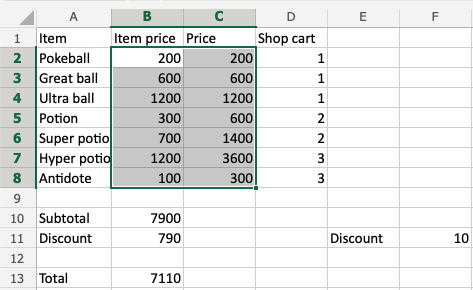 A B C D E F
1 Item Item price Price Shop cart
2 Pokeball 200 200 1
3 Great ball 600 600 1
4 Ultra ball 1200 1200 1
5 Potion 300 600 2
6 Super potio 700 1400 2
7 Hyper potio 1200 3600 3
8 Antidote 100 300 3
9
10 Subtotal 7900
11 Discount 790 Discount 10
12
13 Total 7110